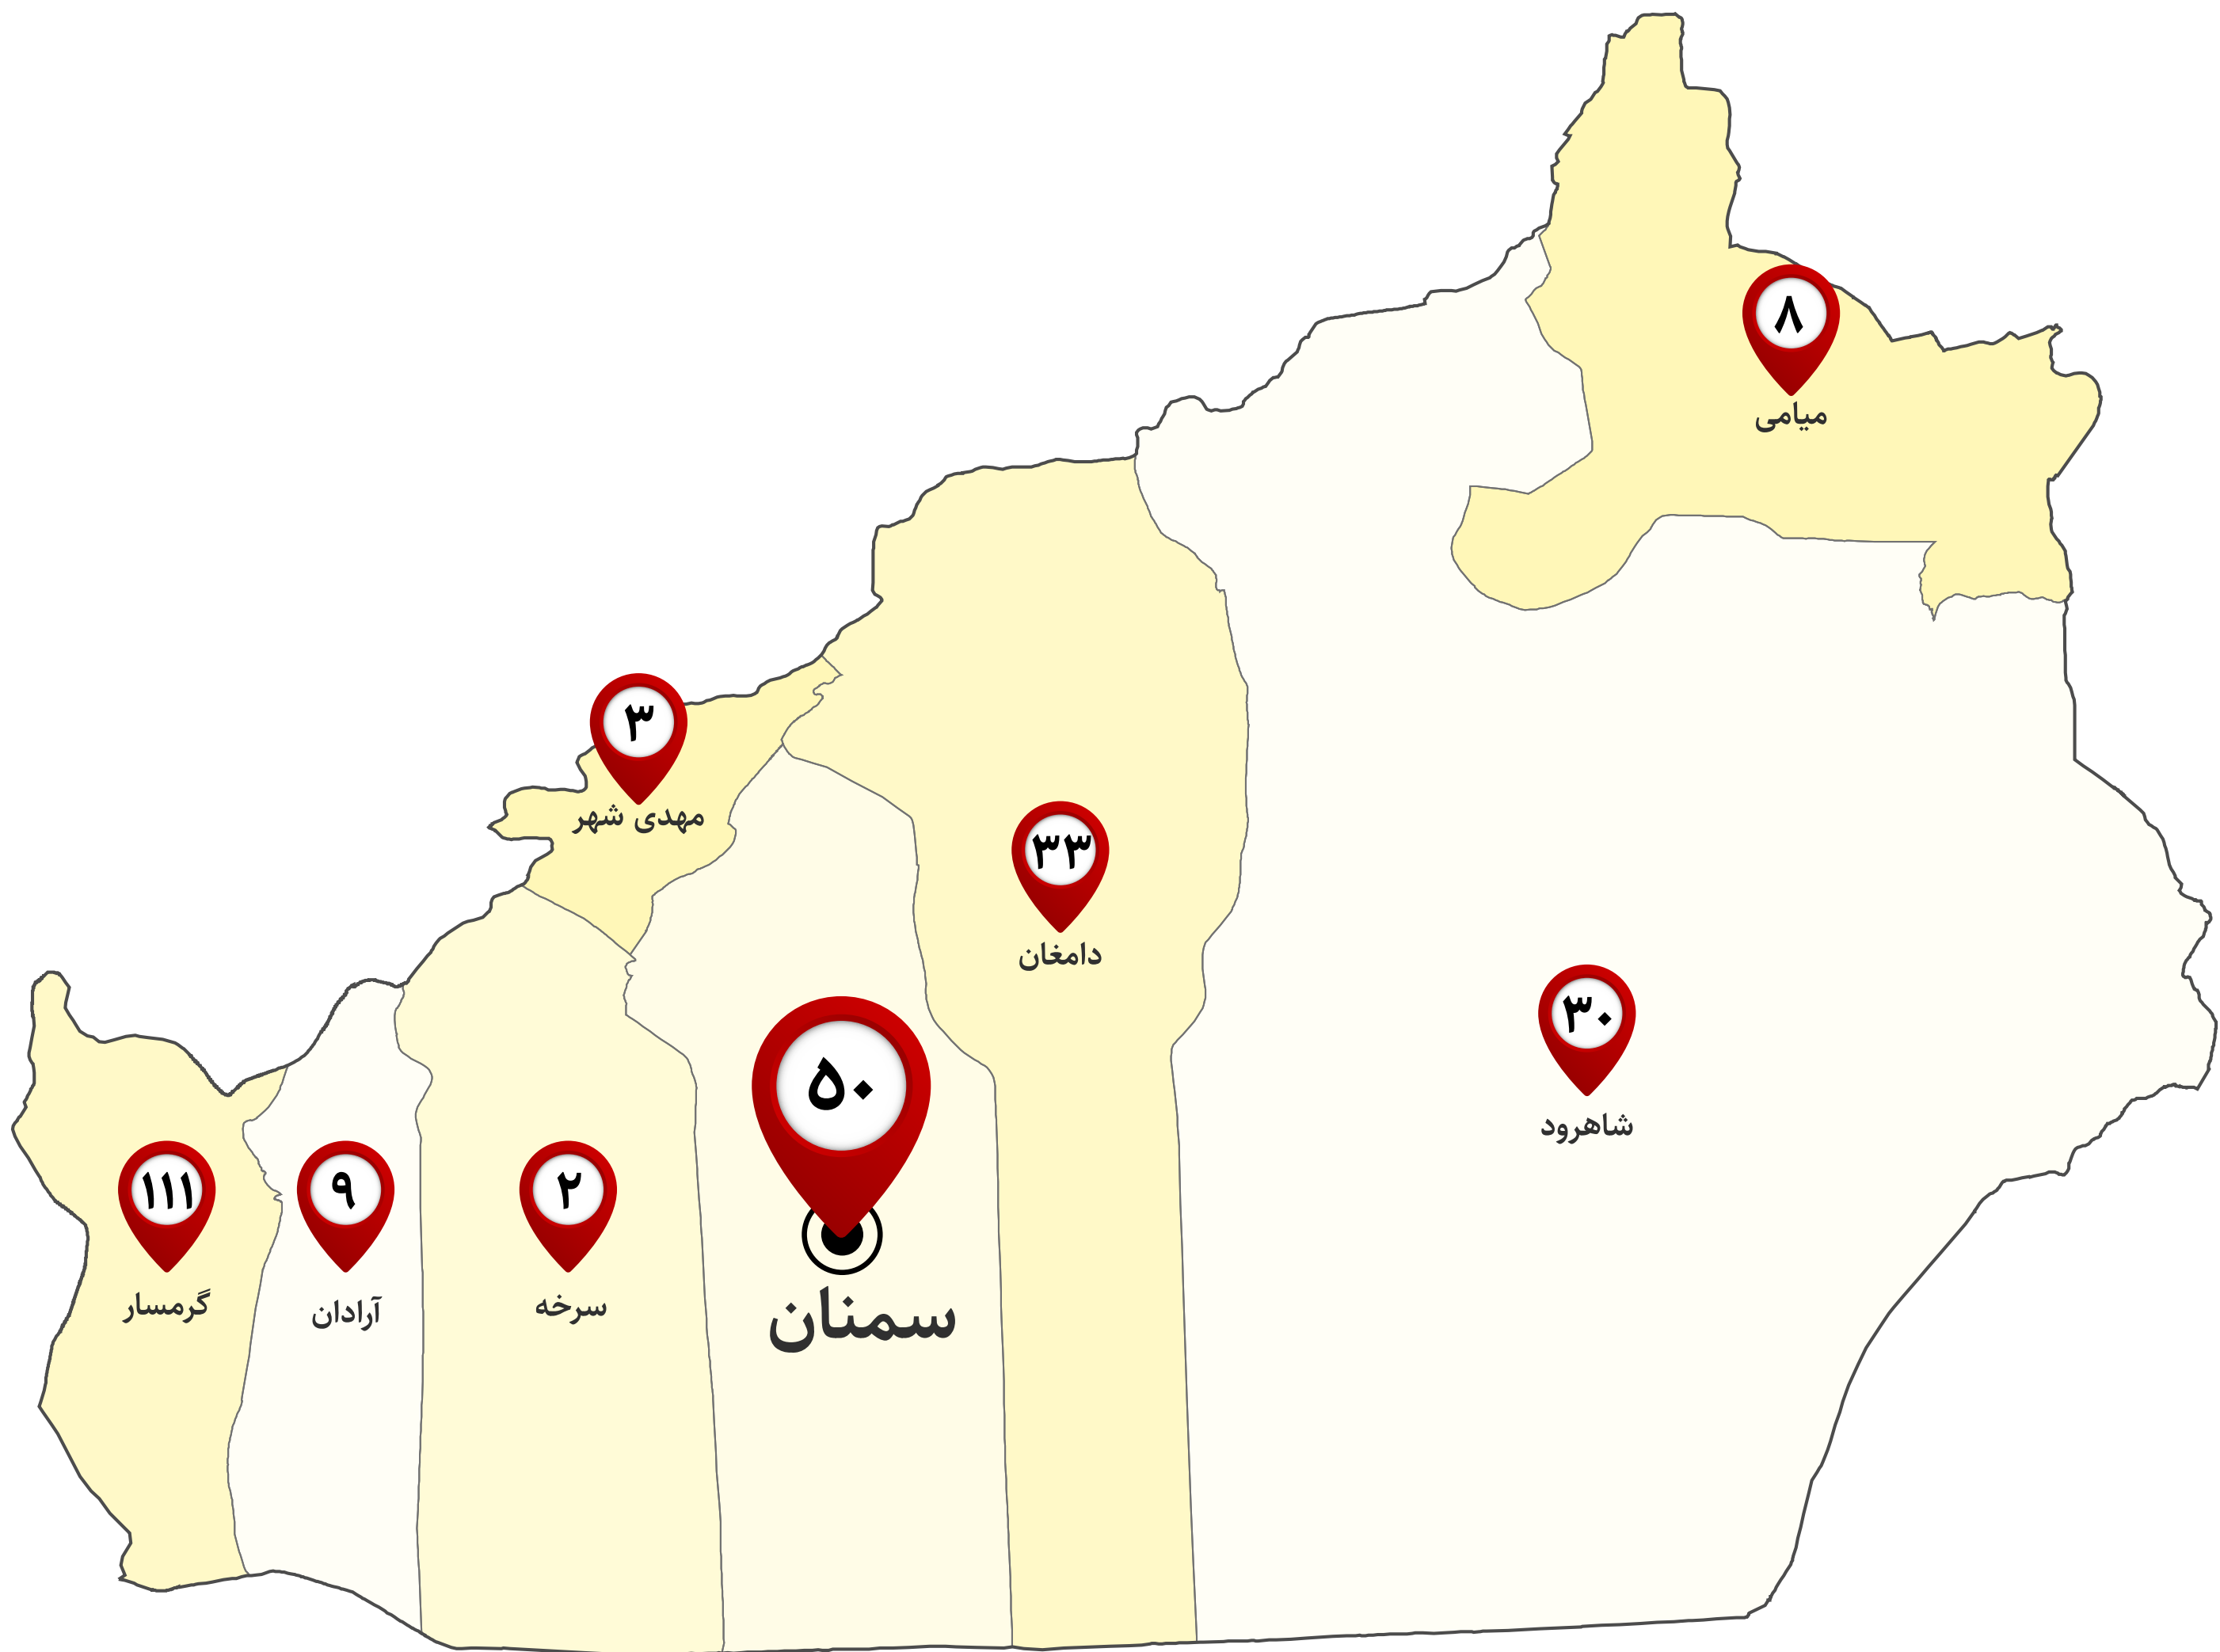 ۸
میامی
۳
مهدی شهر
۳۳
دامغان
۳۰
شاهرود
۵۰
سمنان
۲
سرخه
۹
آرادان
۱۱۱
گرمسار